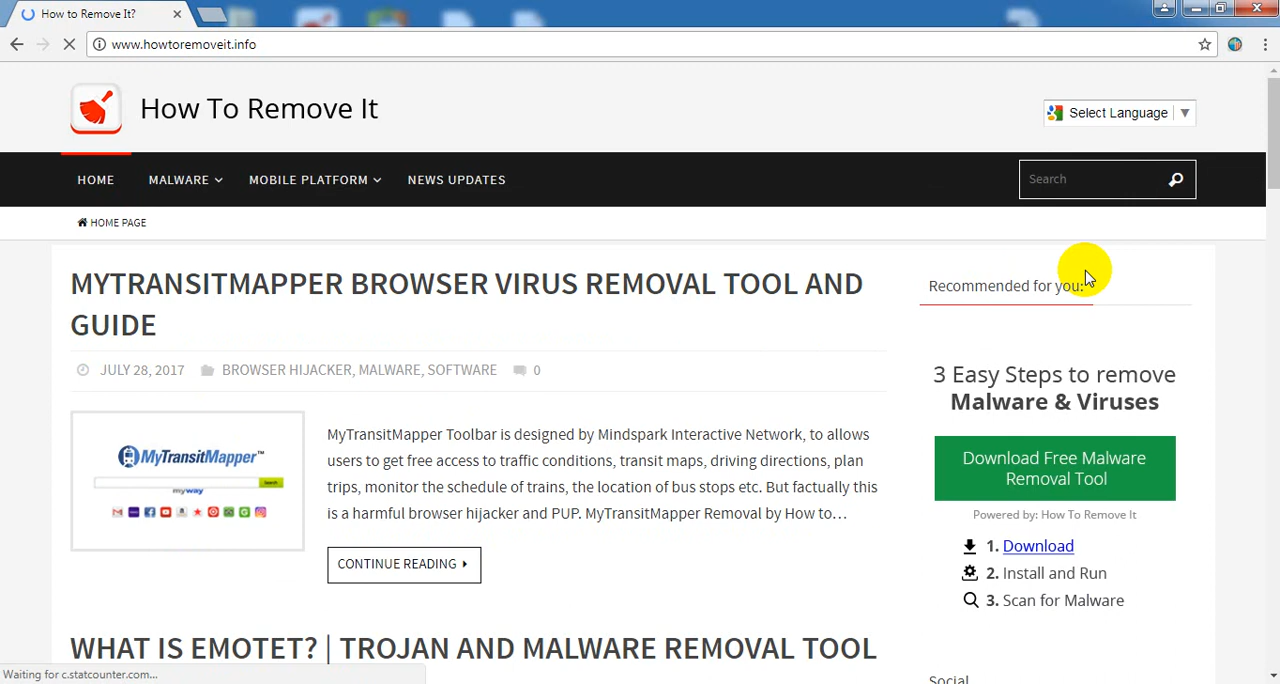 How to Remove It?
www.howtoremoveit.info
How To Remove It
Select Language
HOME MALWARE MOBILE PLATFORM NEWS UPDATES
Search
HOME PAGE
MYTRANSITMAPPER BROWSER VIRUS REMOVAL TOOL AND
GUIDE
JULY 28, 2017 BROWSER HIJACKER, MALWARE, SOFTWARE 0
MyTransitMapper™
Search
myway
MyTransitMapper Toolbar is designed by Mindspark Interactive Network, to allows
users to get free access to traffic conditions, transit maps, driving directions, plan
trips, monitor the schedule of trains, the location of bus stops etc. But factually this
is a harmful browser hijacker and PUP. MyTransitMapper Removal by How to...
CONTINUE READING
WHAT IS EMOTET? | TROJAN AND MALWARE REMOVAL TOOL
Recommended for you:
3 Easy Steps to remove
Malware & Viruses
Download Free Malware
Removal Tool
Powered by: How To Remove It
1. Download
2. Install and Run
3. Scan for Malware
Social
Waiting for c.statcounter.com...